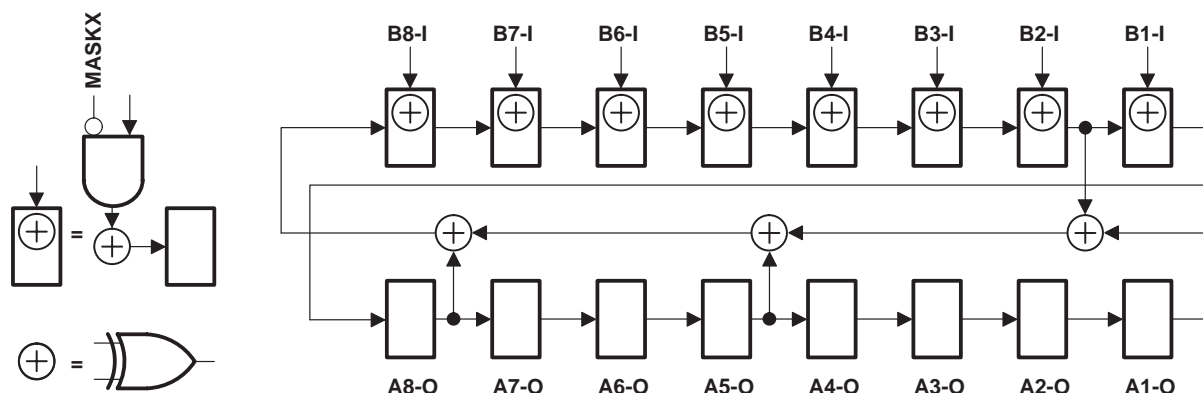 MASKX
=
=
B8-I B7-I B6-I B5-I B4-I B3-I B2-I B1-I
A8-O A7-O A6-O A5-O A4-O A3-O A2-O A1-O